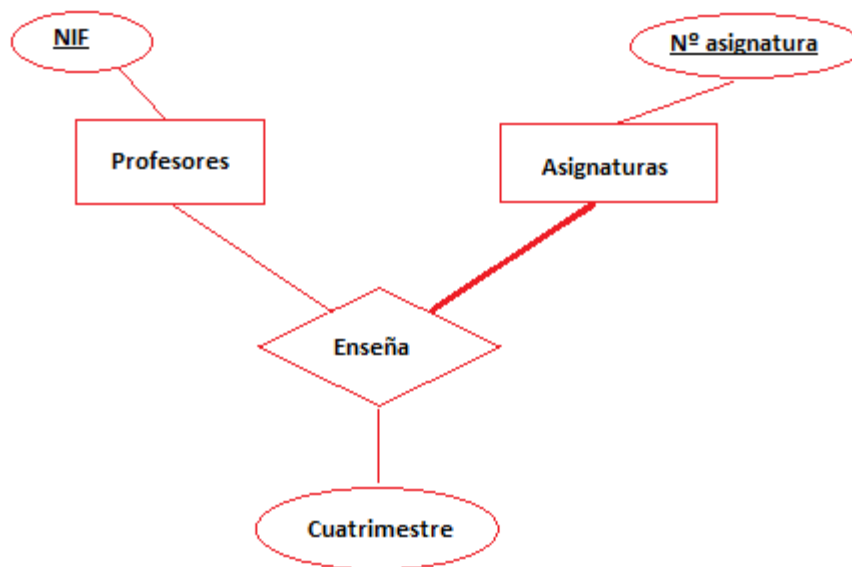 NIF
Nº asignatura
Profesores
Asignaturas
Enseña
Cuatrimestre